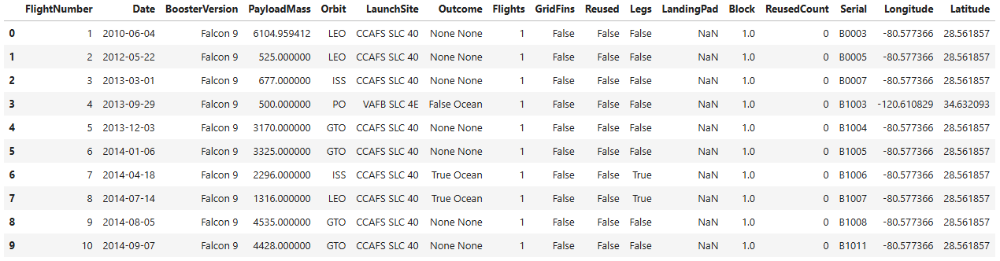 FlightNumber Date BoosterVersion PayloadMass Orbit LaunchSite Outcome Flights GridFins Reused Legs LandingPad Block ReusedCount Serial Longitude Latitude
0 1 2010-06-04 Falcon 9 6104.959412 LEO CCAFS SLC 40 None None 1 False False False NaN 1.0 0 B0003 -80.577366 28.561857
1 2 2012-05-22 Falcon 9 525.000000 LEO CCAFS SLC 40 None None 1 False False False NaN 1.0 0 B0005 -80.577366 28.561857
2 3 2013-03-01 Falcon 9 677.000000 ISS CCAFS SLC 40 None None 1 False False False NaN 1.0 0 B0007 -80.577366 28.561857
3 4 2013-09-29 Falcon 9 500.000000 PO VAFB SLC 4E False Ocean 1 False False False NaN 1.0 0 B1003 -120.610829 34.632093
4 5 2013-12-03 Falcon 9 3170.000000 GTO CCAFS SLC 40 None None 1 False False False NaN 1.0 0 B1004 -80.577366 28.561857
5 6 2014-01-06 Falcon 9 3325.000000 GTO CCAFS SLC 40 None None 1 False False False NaN 1.0 0 B1005 -80.577366 28.561857
6 7 2014-04-18 Falcon 9 2296.000000 ISS CCAFS SLC 40 True Ocean 1 False False True NaN 1.0 0 B1006 -80.577366 28.561857
7 8 2014-07-14 Falcon 9 1316.000000 LEO CCAFS SLC 40 True Ocean 1 False False True NaN 1.0 0 B1007 -80.577366 28.561857
8 9 2014-08-05 Falcon 9 4535.000000 GTO CCAFS SLC 40 None None 1 False False False NaN 1.0 0 B1008 -80.577366 28.561857
9 10 2014-09-07 Falcon 9 4428.000000 GTO CCAFS SLC 40 None None 1 False False False NaN 1.0 0 B1011 -80.577366 28.561857